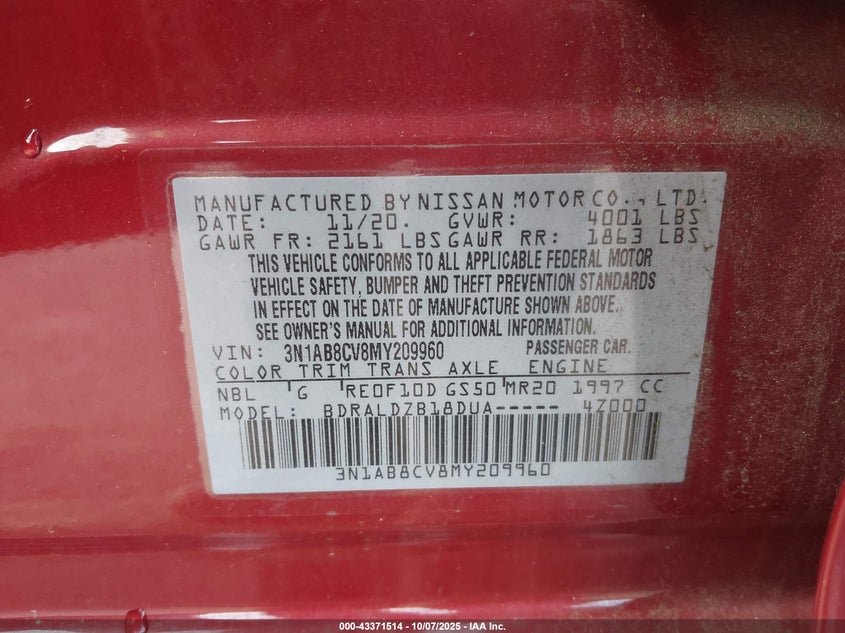 MANUFACTURED BY NISSAN MOTOR CO., LTD.
DATE: 11/20. GVWR: 4001 LBS
GAWR FR: 2161 LBS GAWR RR: 1863 LBS
THIS VEHICLE CONFORMS TO ALL APPLICABLE FEDERAL MOTOR
VEHICLE SAFETY, BUMPER AND THEFT PREVENTION STANDARDS
IN EFFECT ON THE DATE OF MANUFACTURE SHOWN ABOVE.
SEE OWNER'S MANUAL FOR ADDITIONAL INFORMATION.
VIN: 3N1AB8CV8MY209960 PASSENGER CAR.
COLOR TRIM TRANS AXLE ENGINE
NBL G RE0F10D GS50 MR20 1997 CC
MODEL: BDRALDZB18DUA----- 4Z000
3N1AB8CV8MY209960
000-43371514 - 10/07/2025 - IAA Inc.